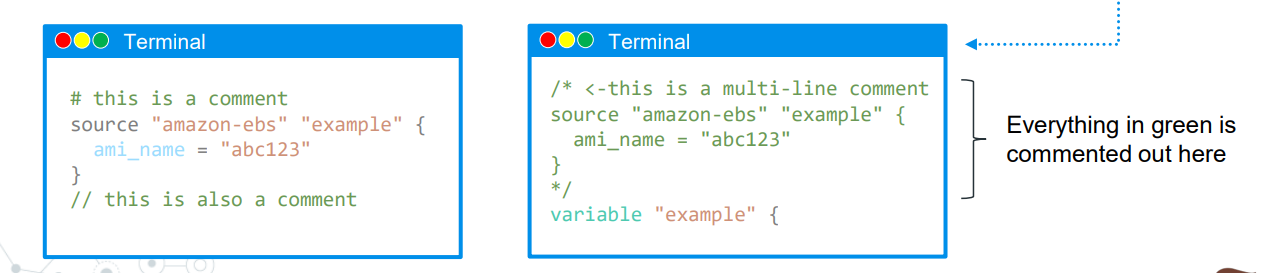 Terminal
# this is a comment
source "amazon-ebs" "example" {
  ami_name = "abc123"
}
// this is also a comment
Terminal
/* <-this is a multi-line comment
source "amazon-ebs" "example" {
  ami_name = "abc123"
}
*/
variable "example" {
Everything in green is
commented out here